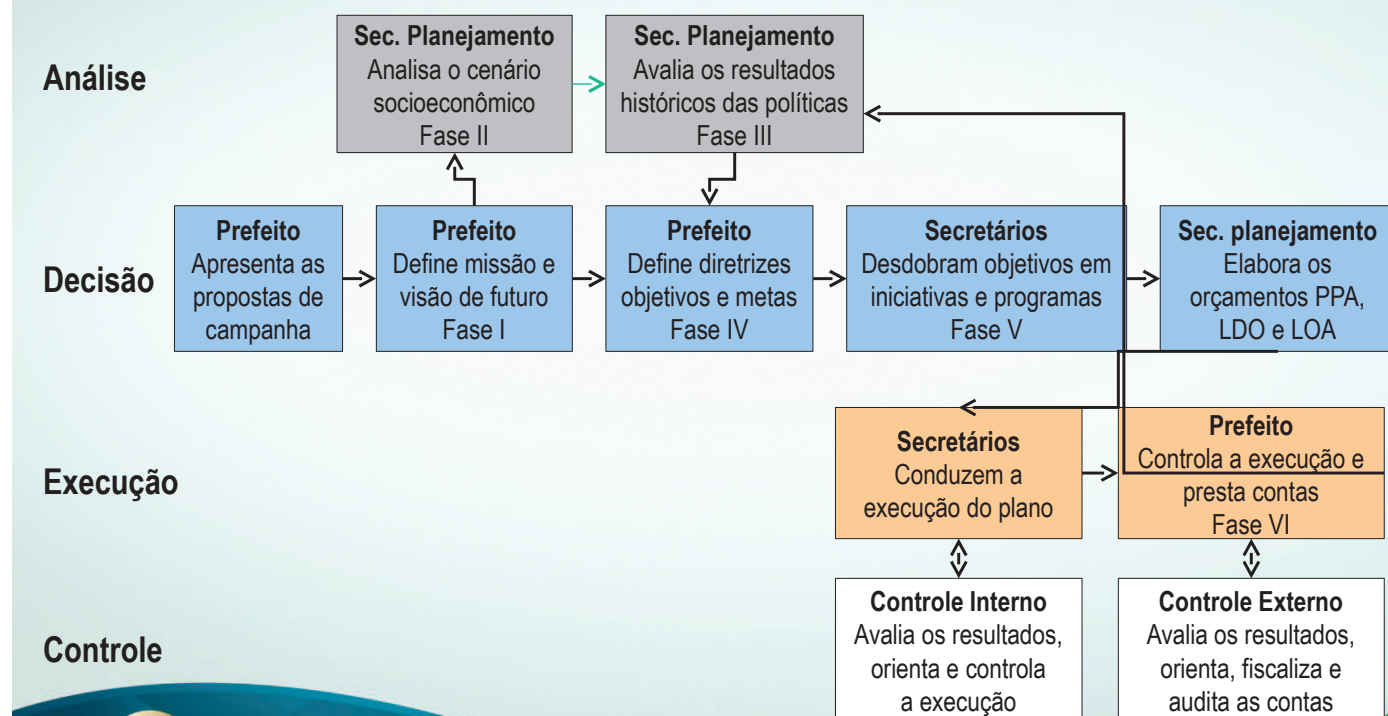 Análise
Sec. Planejamento
Analisa o cenário
socioeconômico
Fase II
Sec. Planejamento
Avalia os resultados
históricos das políticas
Fase III
Decisão
Prefeito
Apresenta as
propostas de
campanha
Prefeito
Define missão e
visão de futuro
Fase I
Prefeito
Define diretrizes
objetivos e metas
Fase IV
Secretários
Desdobram objetivos em
iniciativas e programas
Fase V
Sec. planejamento
Elabora os
orçamentos PPA,
LDO e LOA
Execução
Secretários
Conduzem a
execução do plano
Prefeito
Controla a execução e
presta contas
Fase VI
Controle
Controle Interno
Avalia os resultados,
orienta e controla
a execução
Controle Externo
Avalia os resultados,
orienta, fiscaliza e
audita as contas